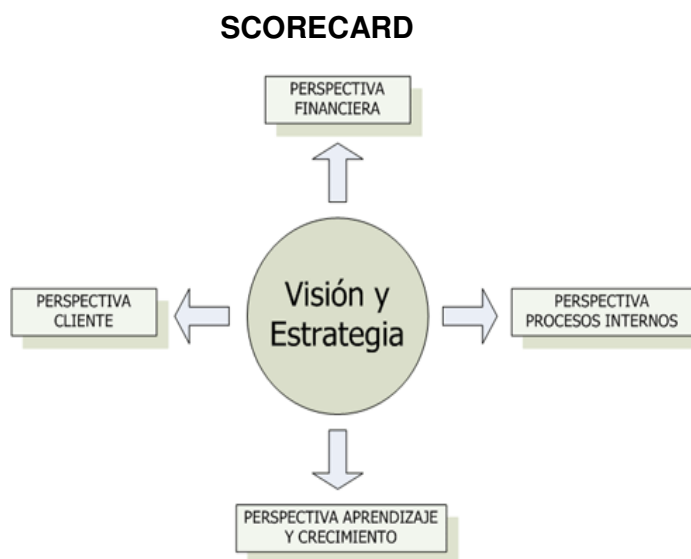 SCORECARD
PERSPECTIVA
FINANCIERA
PERSPECTIVA
CLIENTE
Visión y
Estrategia
PERSPECTIVA
PROCESOS INTERNOS
PERSPECTIVA APRENDIZAJE
Y CRECIMIENTO